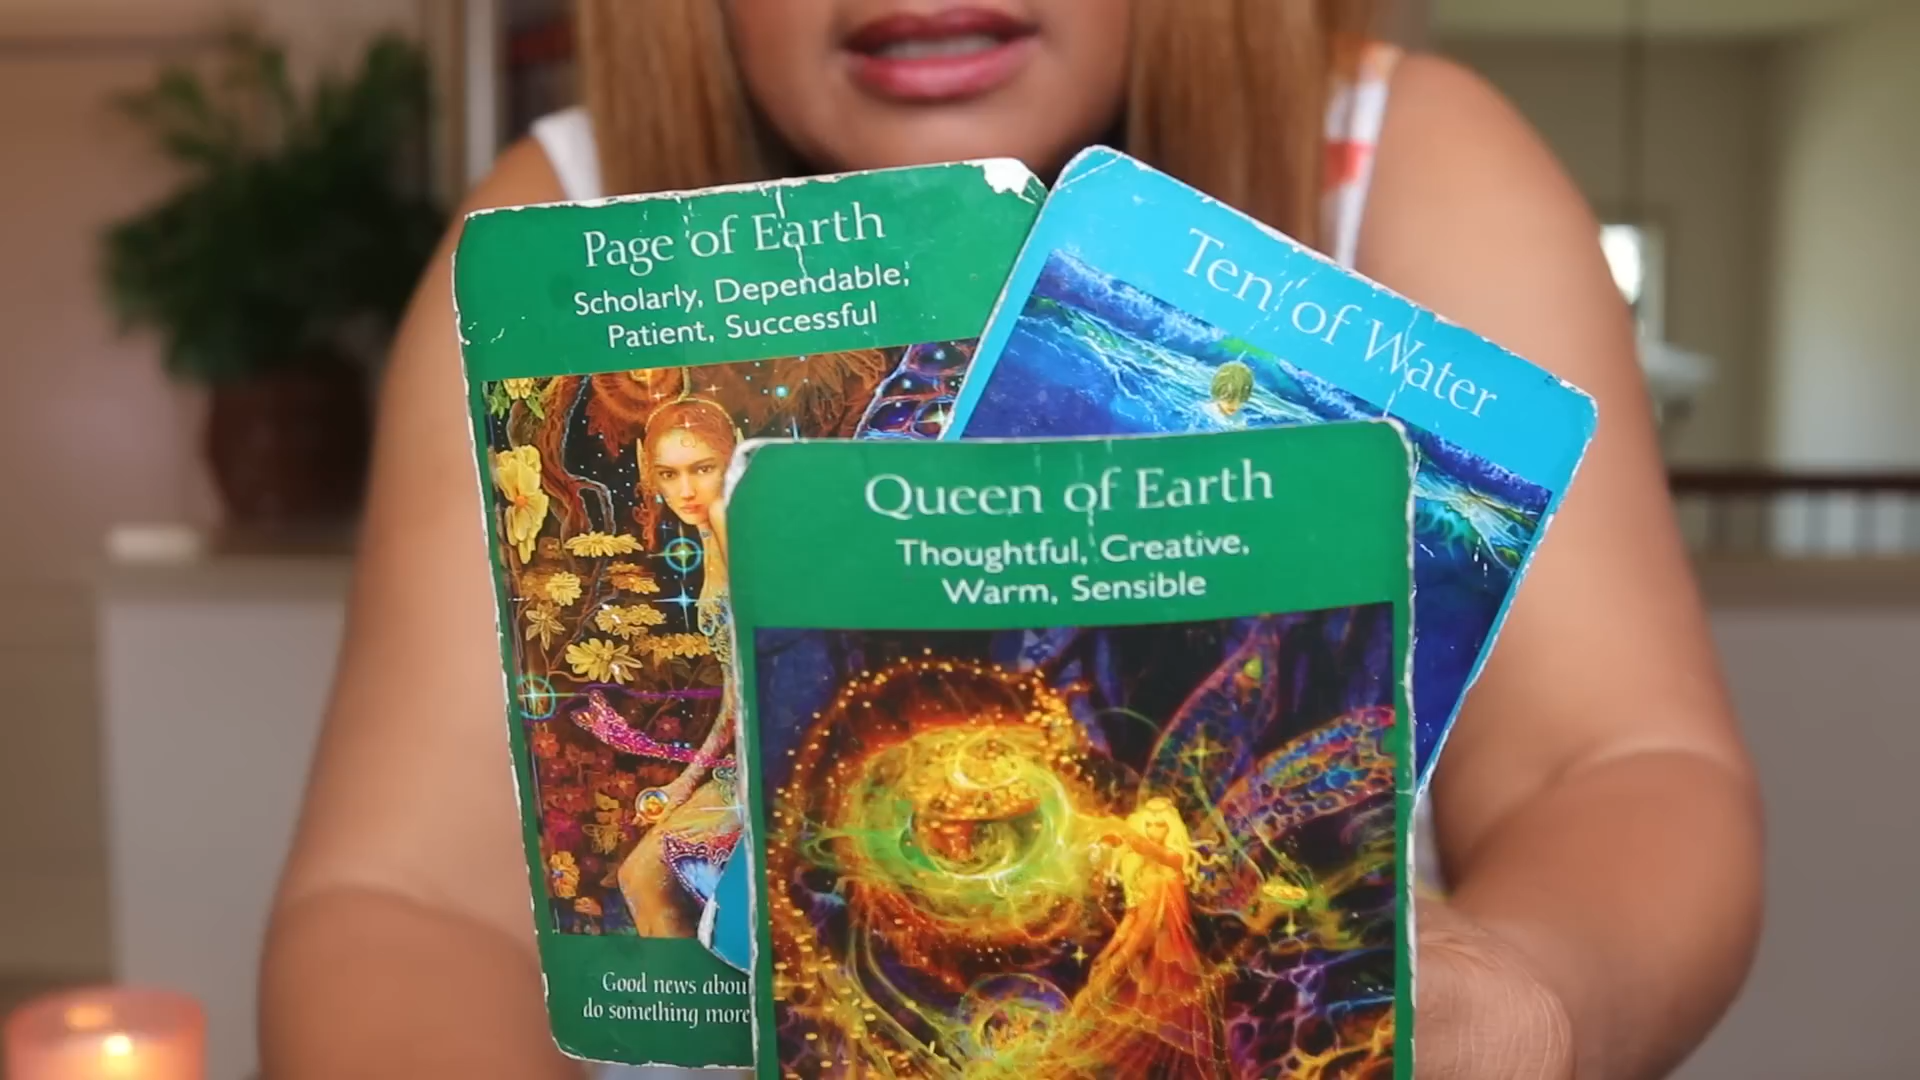 Page of Earth
Scholarly, Dependable,
Patient, Successful
Good news abou
do something more
Ten of Water
Queen of Earth
Thoughtful, Creative,
Warm, Sensible